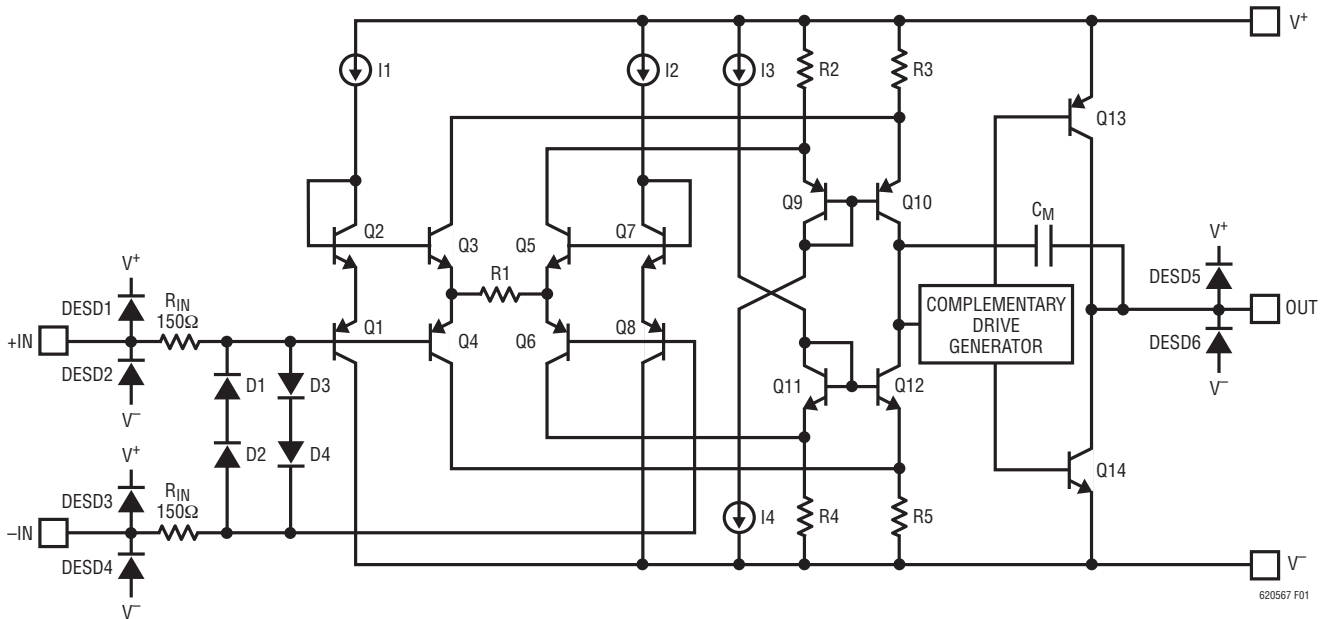 V+
I1
I2
I3
R2
R3
Q13
Q2
Q3
Q5
Q7
Q9
Q10
CM
V+
V+
DESD1
RIN
150Ω
R1
DESD5
+IN
Q1
Q4
Q6
Q8
COMPLEMENTARY
DRIVE
GENERATOR
OUT
DESD2
DESD6
V–
D1
D3
Q11
Q12
V–
V+
D2
D4
Q14
DESD3
RIN
150Ω
–IN
I4
R4
R5
DESD4
V–
V–
620567 F01